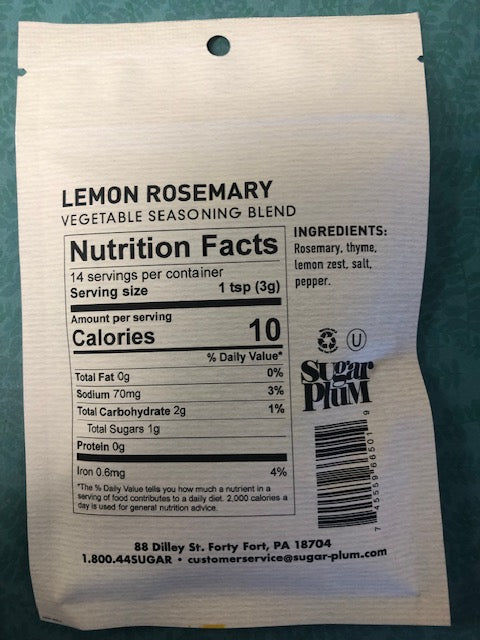 LEMON ROSEMARY
VEGETABLE SEASONING BLEND
Nutrition Facts
14 servings per container
Serving size 1 tsp (3g)
Amount per serving
Calories 10
% Daily Value*
Total Fat 0g 0%
Sodium 70mg 3%
Total Carbohydrate 2g 1%
Total Sugars 1g
Protein 0g
Iron 0.6mg 4%
*The % Daily Value tells you how much a nutrient in a
serving of food contributes to a daily diet. 2,000 calories a
day is used for general nutrition advice.
INGREDIENTS:
Rosemary, thyme,
lemon zest, salt,
pepper.
U
Sugar
Plum
7 45559 66501 9
88 Dilley St. Forty Fort, PA 18704
1.800.44SUGAR • customerservice@sugar-plum.com